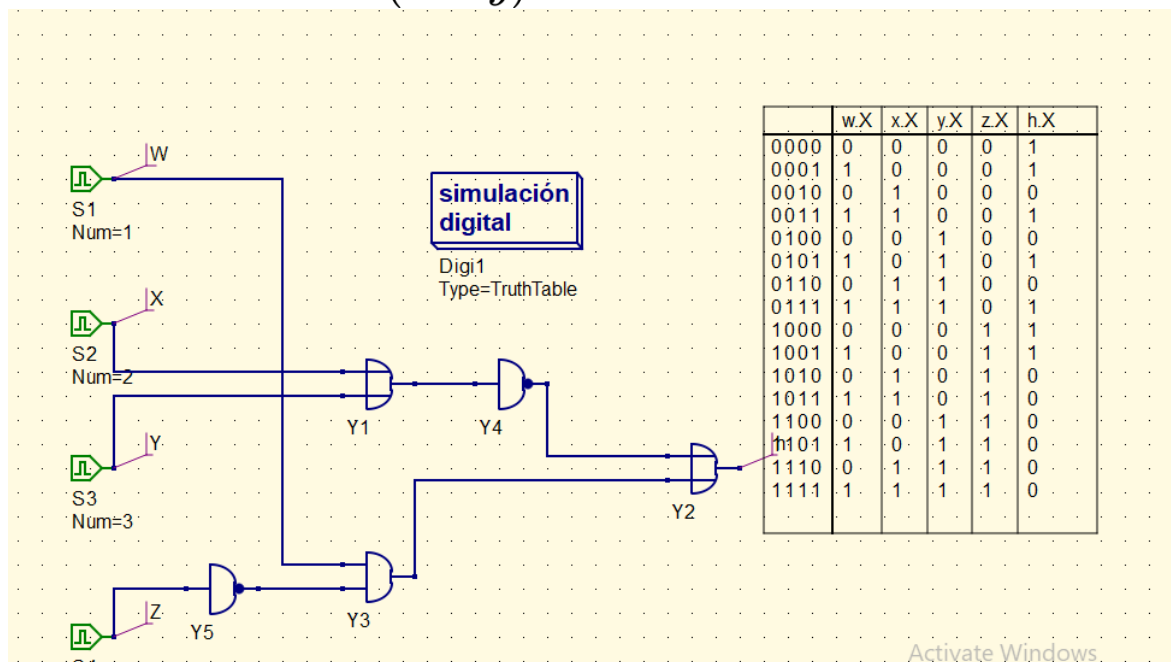 W
S1
Num=1
simulación
digital
Digi1
Type=TruthTable
X
S2
Num=2
Y1
Y4
Y
S3
Num=3
Y2
Z
Y5
Y3
w.X x.X y.X z.X h.X
0000 0 0 0 0 1
0001 1 0 0 0 1
0010 0 1 0 0 0
0011 1 1 0 0 1
0100 0 0 1 0 0
0101 1 0 1 0 1
0110 0 1 1 0 0
0111 1 1 1 0 1
1000 0 0 0 1 1
1001 1 0 0 1 1
1010 0 1 0 1 0
1011 1 1 0 1 0
1100 0 0 1 1 0
1101 1 0 1 1 0
1110 0 1 1 1 0
1111 1 1 1 1 0
Activate Windows